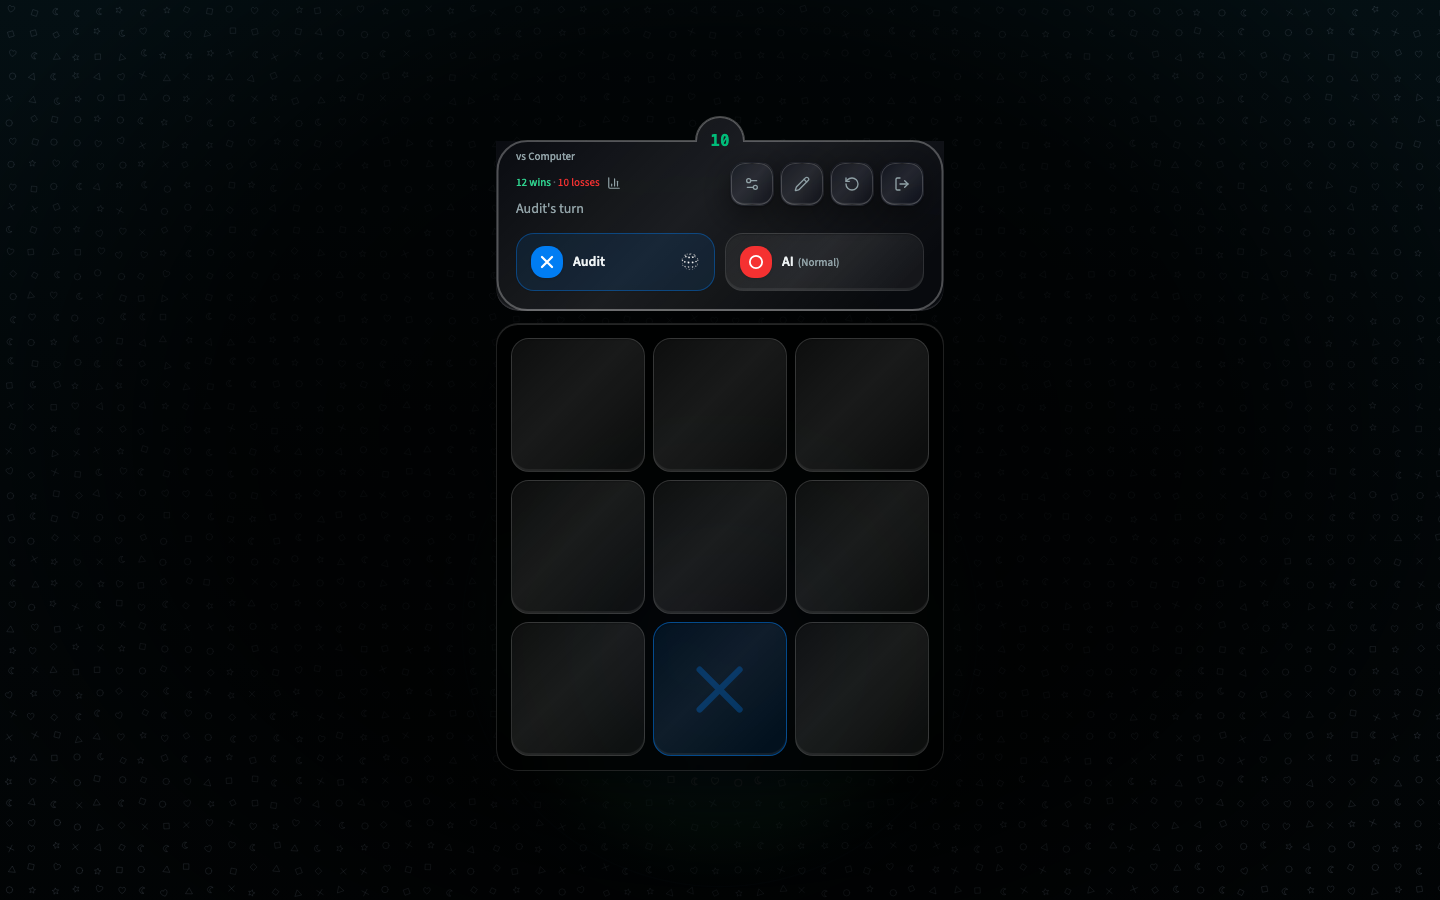 10
vs Computer
12 wins · 10 losses
Audit's turn
Audit
AI (Normal)